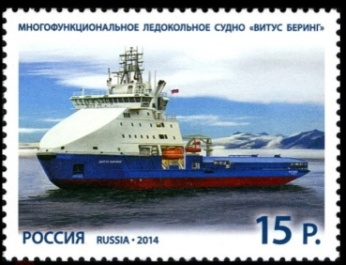 МНОГОФУНКЦИОНАЛЬНОЕ ЛЕДОКОЛЬНОЕ СУДНО «ВИТУС БЕРИНГ»
РОССИЯ RUSSIA • 2014 15 Р.